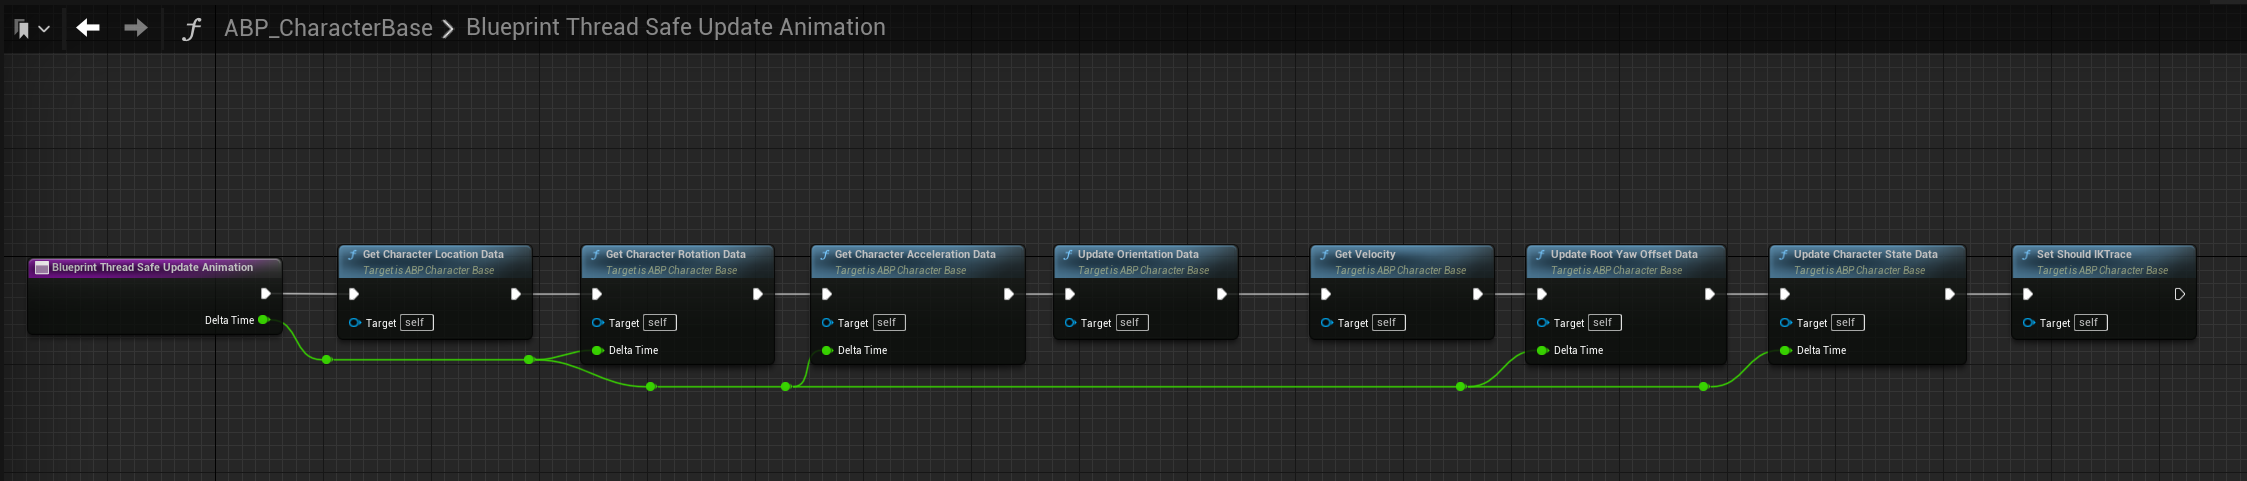 ABP_CharacterBase > Blueprint Thread Safe Update Animation
Blueprint Thread Safe Update Animation
Delta Time
Get Character Location Data
Target is ABP Character Base
Target self
Get Character Rotation Data
Target is ABP Character Base
Target self
Delta Time
Get Character Acceleration Data
Target is ABP Character Base
Target self
Delta Time
Update Orientation Data
Target is ABP Character Base
Target self
Get Velocity
Target is ABP Character Base
Target self
Update Root Yaw Offset Data
Target is ABP Character Base
Target self
Delta Time
Update Character State Data
Target is ABP Character Base
Target self
Delta Time
Set Should IKTrace
Target is ABP Character Base
Target self